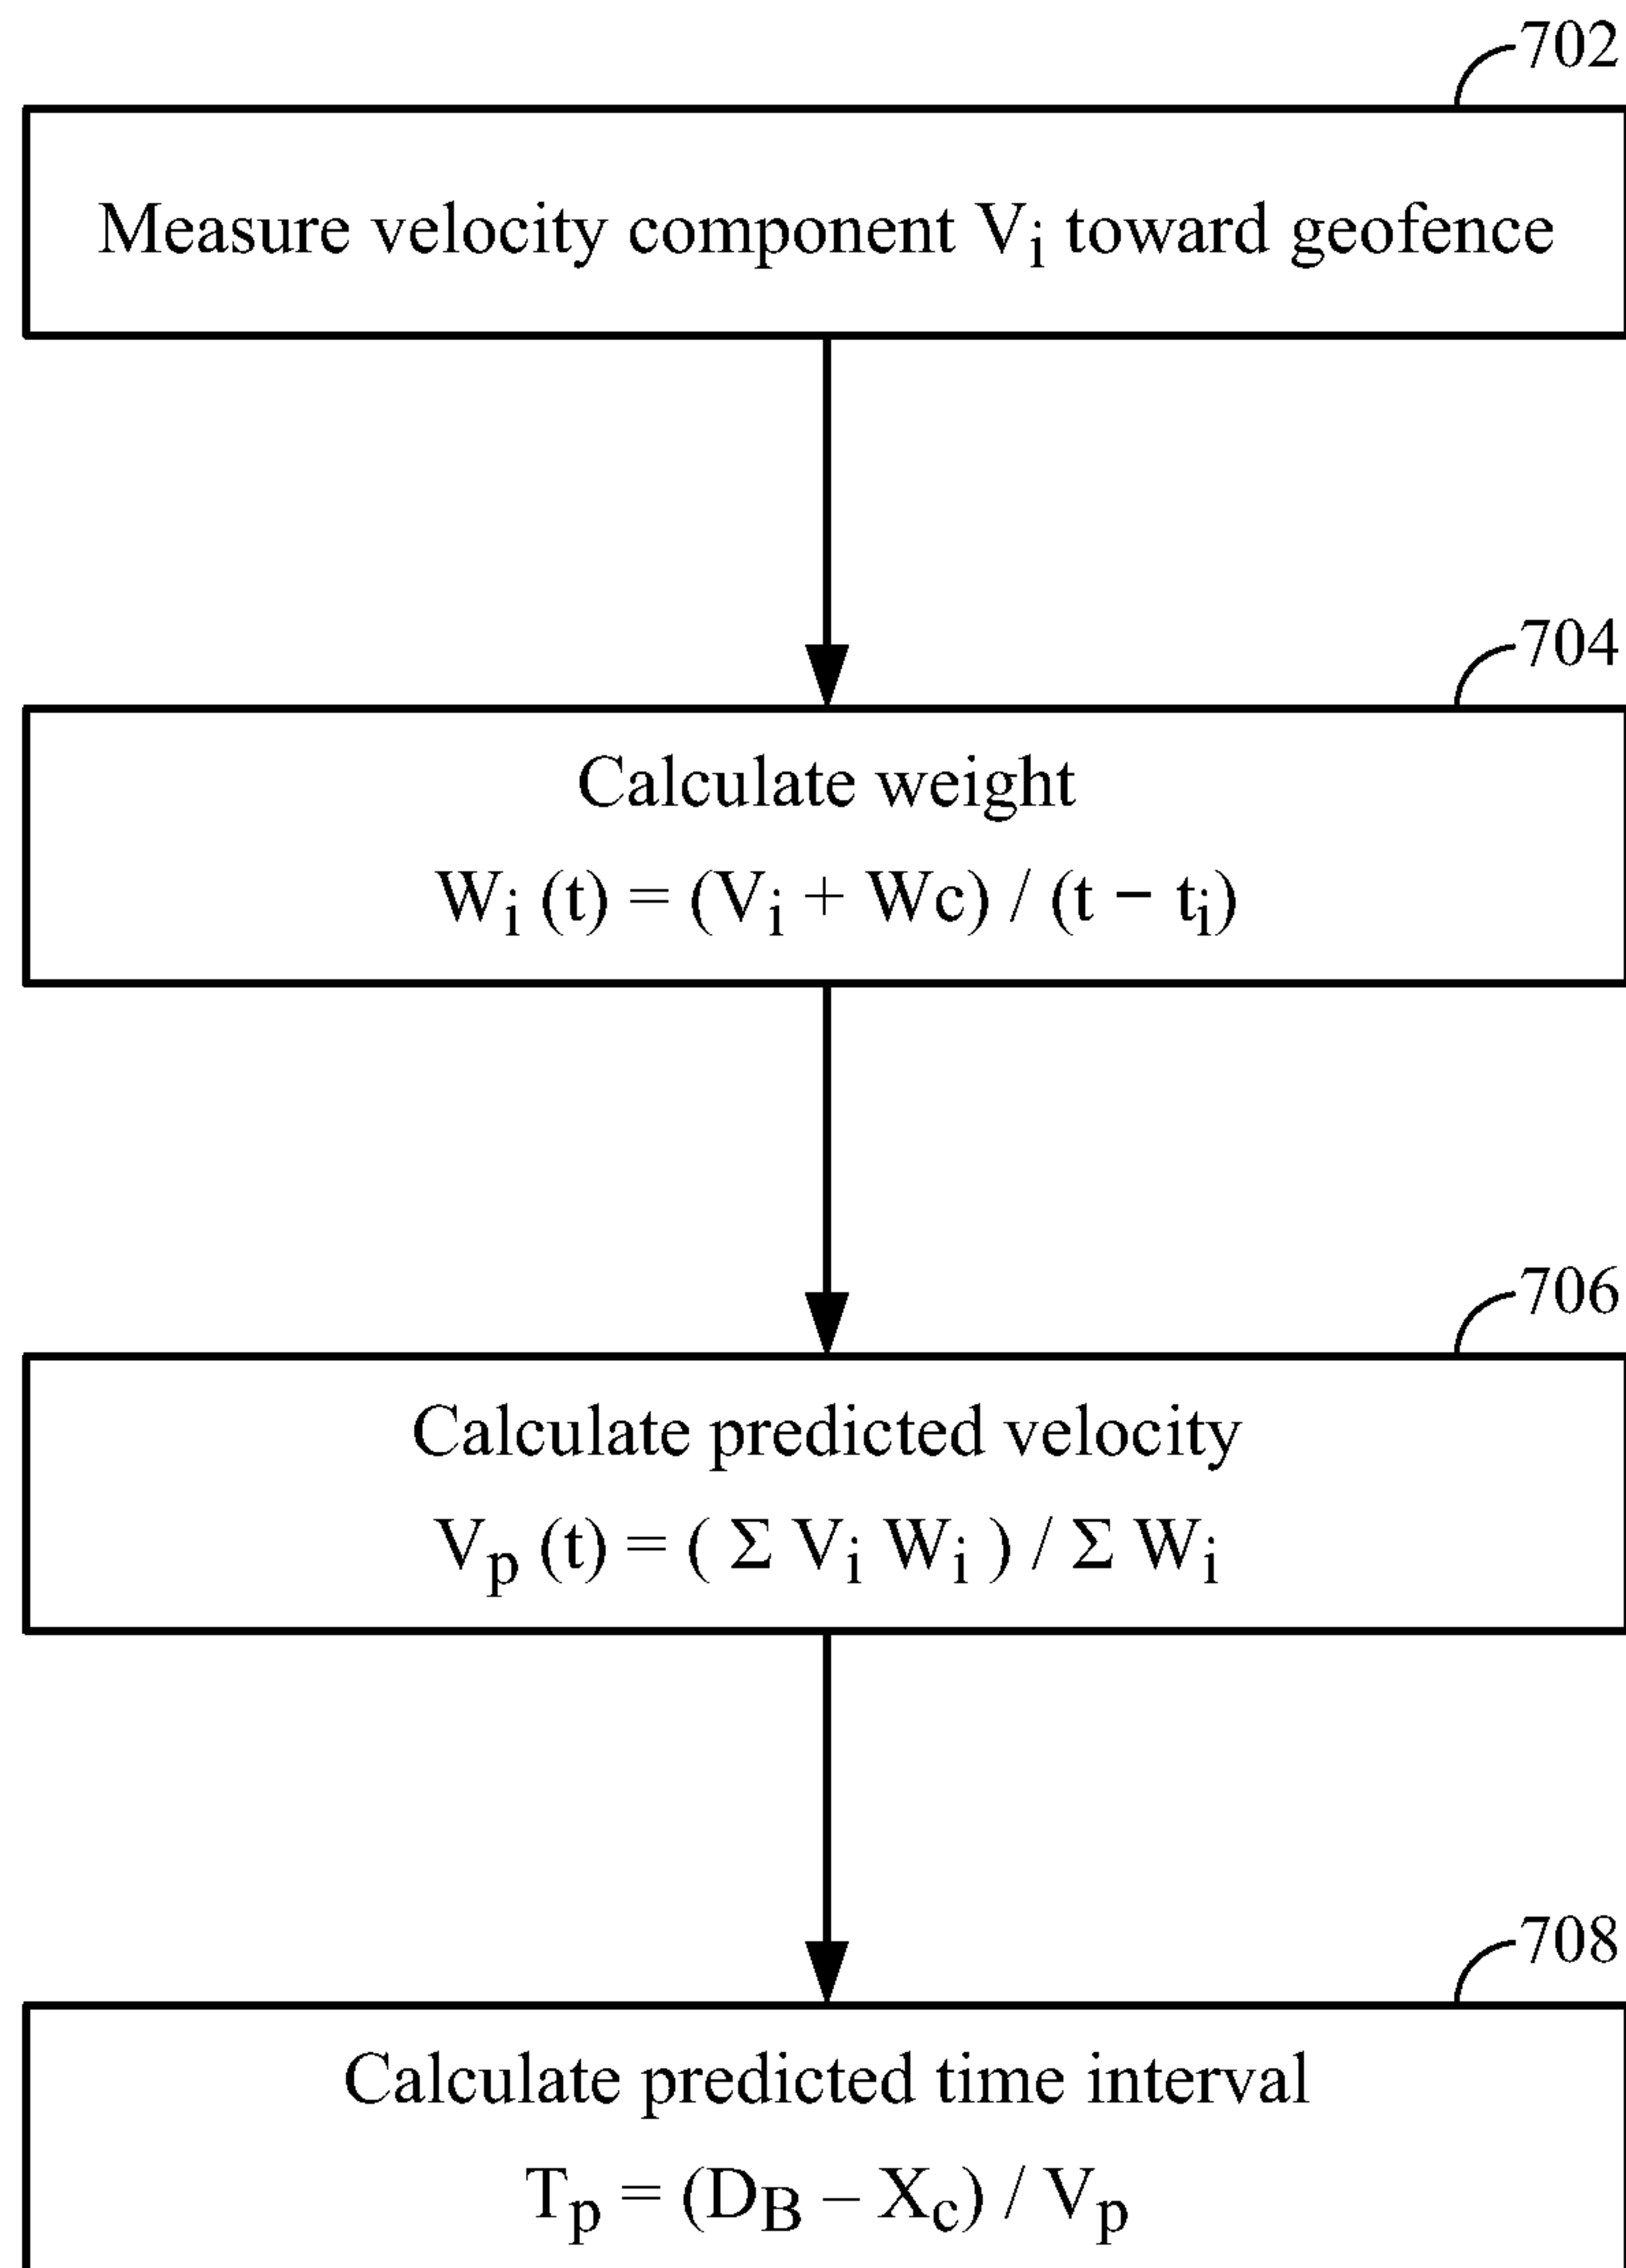 702
Measure velocity component Vi toward geofence
704
Calculate weight
Wi (t) = (Vi + Wc) / (t − ti)
706
Calculate predicted velocity
Vp (t) = ( Σ Vi Wi ) / Σ Wi
708
Calculate predicted time interval
Tp = (DB – Xc) / Vp